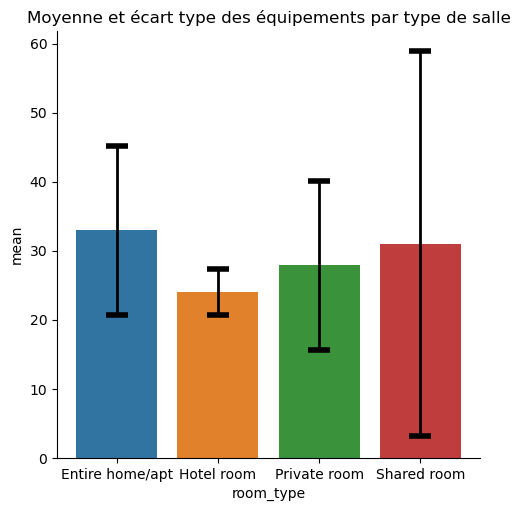 Moyenne et écart type des équipements par type de salle
60
50
40
30
20
10
0
mean
Entire home/apt Hotel room Private room Shared room
room_type